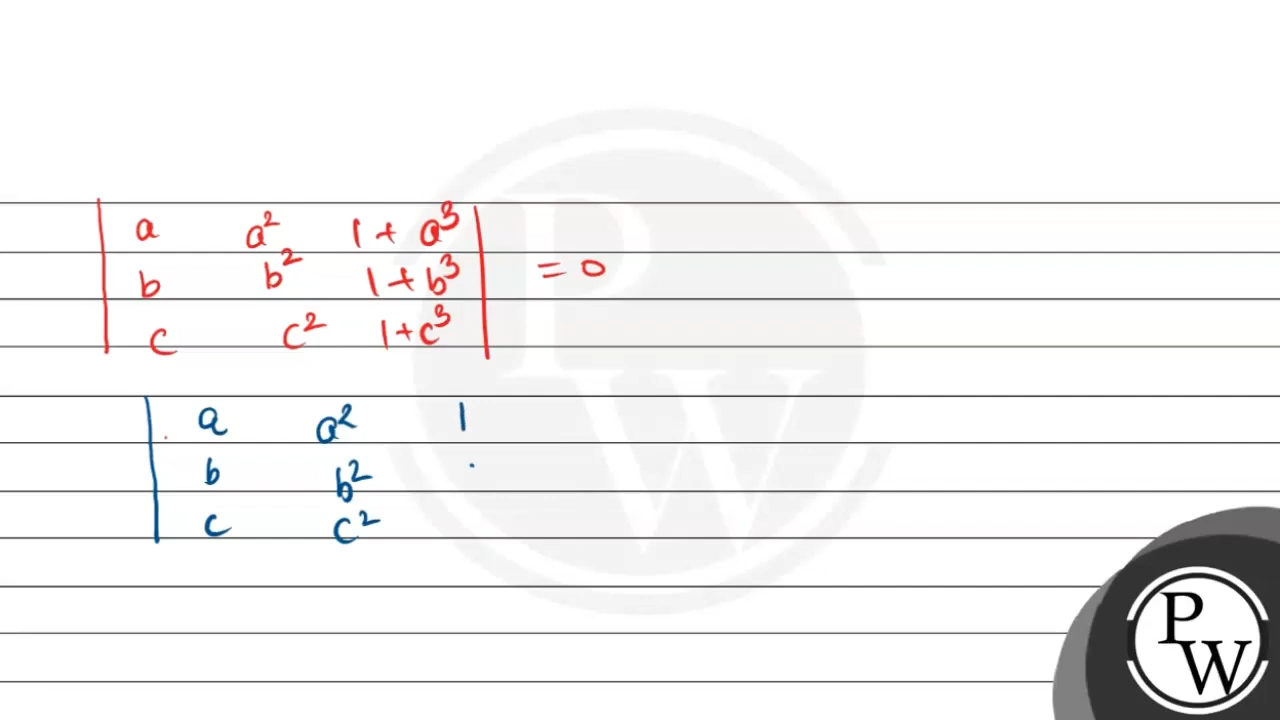 a a² 1 + a³
b b² 1 + b³ = 0
c c² 1 + c³
a a² 1
b b²
c c²
P
W
P
W